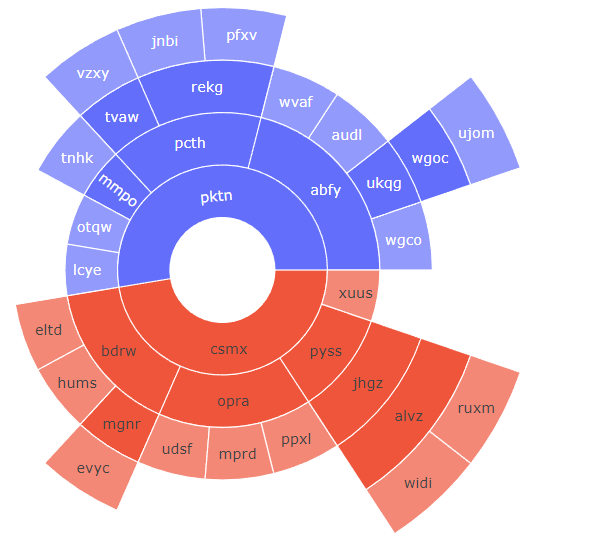 pfxv
jnbi
vzxy
rekg
wvaf
tvaw
audl
ujom
pcth
wgoc
tnhk
mmpo
abfy
ukqg
pktn
otqw
wgco
lcye
xuus
eltd
csmx
bdrw
pyss
hums
jhgz
opra
ruxm
alvz
mgnr
ppxl
udsf
mprd
evyc
widi